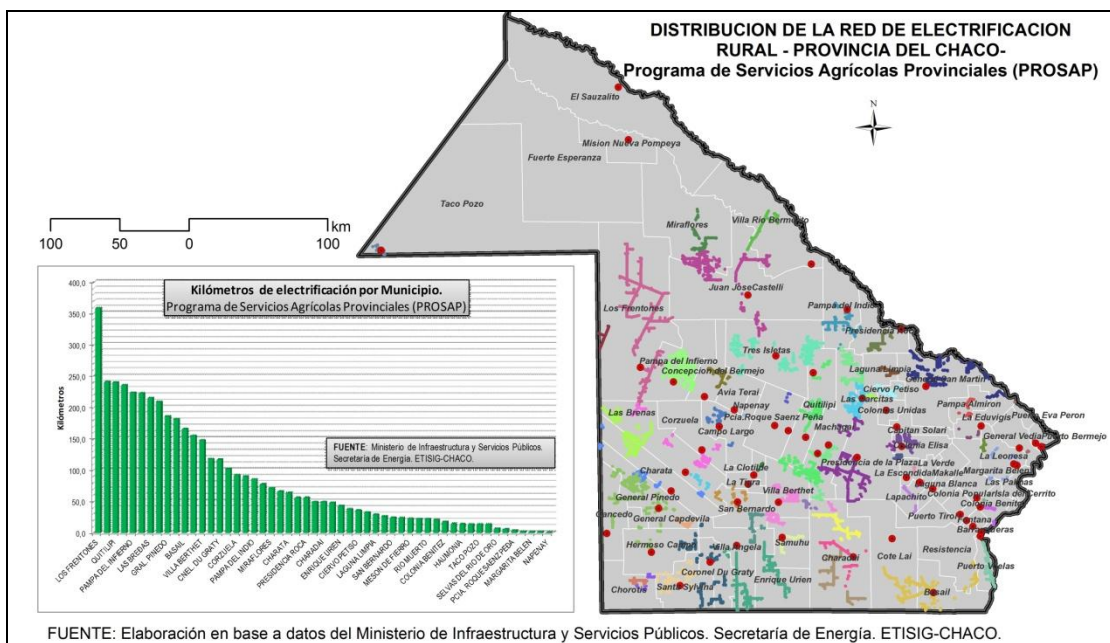 DISTRIBUCION DE LA RED DE ELECTRIFICACION
RURAL - PROVINCIA DEL CHACO-
Programa de Servicios Agrícolas Provinciales (PROSAP)
N
El Sauzalito
Mision Nueva Pompeya
Fuerte Esperanza
Taco Pozo
100 50 0 100
km
Miraflores
Villa Rio Bermejito
Juan JoseCastelli
Los Frentones
Pampa del Indio
Presidencia Roca
Tres Isletas
Pampa del Infierno
Concepcion del Bermejo
Laguna Limpia
General San Martin
Ciervo Petiso
Avia Terai
Las Garcitas
Pampa Almiron
Napenay
Quitilipi
Colonias Unidas
La Eduvigis
Puerto Eva Peron
Las Breñas
Corzuela
Pcia.Roque Saenz Peña
Campo Largo
Machagai
Capitan Solari
Colonia Elisa
General Vedia
Puerto Bermejo
La Leonesa
Charata
La Clotilde
Presidencia de la Plaza
La Verde
La Escondida
Makalle
Margarita Belen
Las Palmas
Laguna Blanca
La Tigra
General Pinedo
Villa Berthet
Lapachito
Colonia Popular
Isla del Cerrito
Colonia Benitez
Gancedo
General Capdevila
San Bernardo
Puerto Tirol
Fontana
Barranqueras
Hermoso Campo
Villa Angela
Samuhu
Cote Lai
Resistencia
Charadai
Puerto Vilelas
Coronel Du Graty
Enrique Urien
Chorotis
Santa Sylvina
Basail
Kilómetros de electrificación por Municipio.
Programa de Servicios Agrícolas Provinciales (PROSAP)
Kilómetros
400,0
350,0
300,0
250,0
200,0
150,0
100,0
50,0
0,0
FUENTE: Ministerio de Infraestructura y Servicios Públicos.
Secretaría de Energía. ETISIG-CHACO.
LOS FRENTONES
QUITILIPI
PAMPA DEL INFIERNO
LAS BREÑAS
GRAL. PINEDO
BASAIL
VILLA BERTHET
CNEL. DU GRATY
CORZUELA
PAMPA DEL INDIO
MIRAFLORES
CHARATA
PRESIDENCIA ROCA
CHARADAI
ENRIQUE URIEN
CIERVO PETISO
LAGUNA LIMPIA
SAN BERNARDO
MESON DE FIERRO
RIO MUERTO
COLONIA BENITEZ
HAUMONIA
TACO POZO
SELVAS DEL RIO DE ORO
PCIA. ROQUE SAENZ PEÑA
MARGARITA BELEN
NAPENAY
FUENTE: Elaboración en base a datos del Ministerio de Infraestructura y Servicios Públicos. Secretaría de Energía. ETISIG-CHACO.